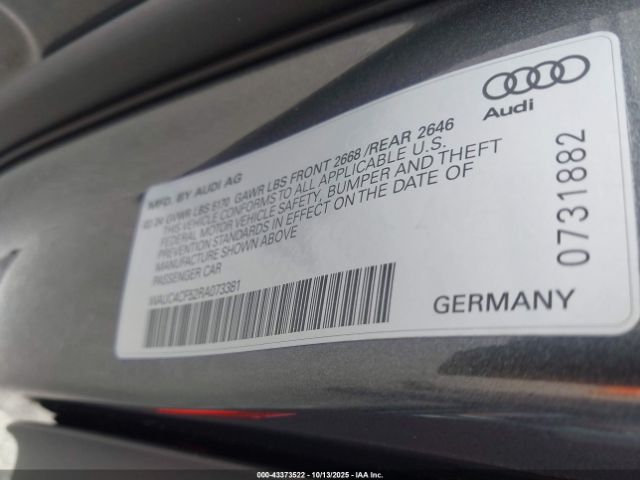 Audi
MFD. BY AUDI AG
02 24 GVWR LBS 5170 GAWR LBS FRONT 2668 /REAR 2646
THIS VEHICLE CONFORMS TO ALL APPLICABLE U.S.
FEDERAL MOTOR VEHICLE SAFETY, BUMPER AND THEFT
PREVENTION STANDARDS IN EFFECT ON THE DATE OF
MANUFACTURE SHOWN ABOVE
PASSENGER CAR
WAUC4CF52RA073381
GERMANY
0731882
000-43373522 - 10/13/2025 - IAA Inc.